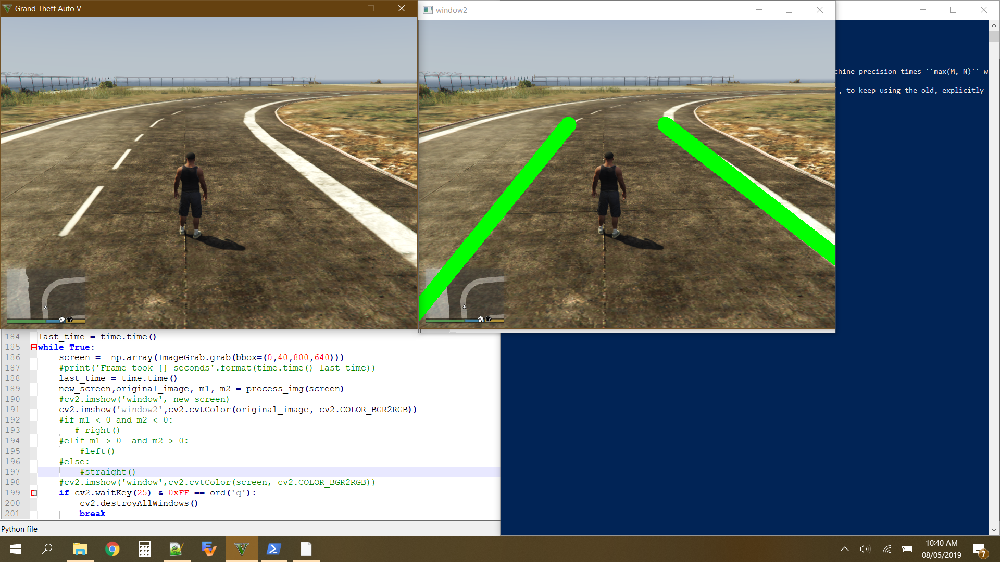 Grand Theft Auto V
window2
chine precision times ``max(M, N)`` w
`, to keep using the old, explicitly
184 last_time = time.time()
185 while True:
186 screen =  np.array(ImageGrab.grab(bbox=(0,40,800,640)))
187 #print('Frame took {} seconds'.format(time.time()-last_time))
188 last_time = time.time()
189 new_screen,original_image, m1, m2 = process_img(screen)
190 #cv2.imshow('window', new_screen)
191 cv2.imshow('window2',cv2.cvtColor(original_image, cv2.COLOR_BGR2RGB))
192 #if m1 < 0 and m2 < 0:
193 # right()
194 #elif m1 > 0  and m2 > 0:
195 #left()
196 #else:
197 #straight()
198 #cv2.imshow('window',cv2.cvtColor(screen, cv2.COLOR_BGR2RGB))
199 if cv2.waitKey(25) & 0xFF == ord('q'):
200 cv2.destroyAllWindows()
201 break
Python file
10:40 AM
08/05/2019
7